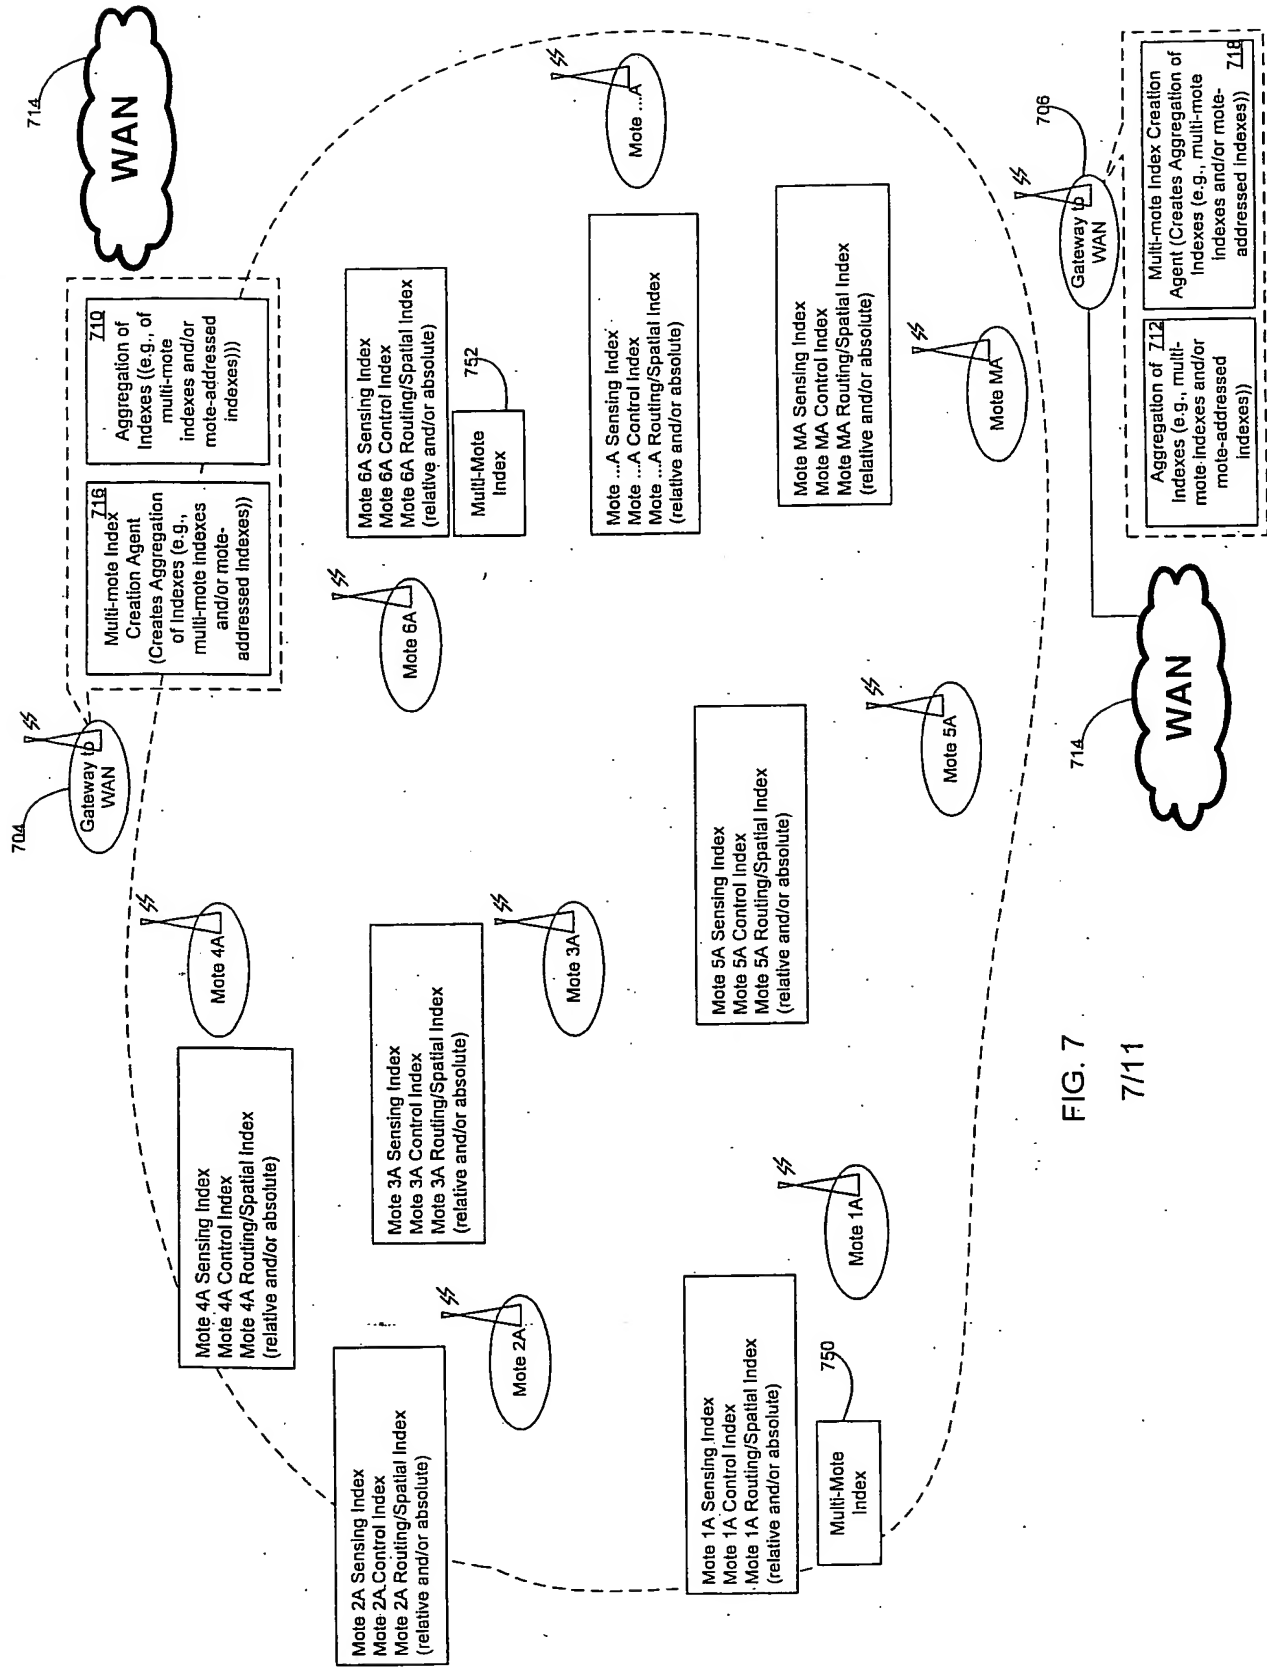 714
WAN
704
Gateway to
WAN
716
Multi-mote Index
Creation Agent
(Creates Aggregation
of Indexes (e.g.,
multi-mote indexes
and/or mote-
addressed Indexes))
710
Aggregation of
Indexes ((e.g., of
multi-mote
indexes and/or
mote-addressed
indexes)))
Mote 4A
Mote 4A Sensing Index
Mote 4A Control Index
Mote 4A Routing/Spatial Index
(relative and/or absolute)
Mote 6A
Mote 6A Sensing Index
Mote 6A Control Index
Mote 6A Routing/Spatial Index
(relative and/or absolute)
Multi-Mote
Index
752
Mote 2A Sensing Index
Mote 2A Control Index
Mote 2A Routing/Spatial Index
(relative and/or absolute)
Mote 2A
Mote 3A Sensing Index
Mote 3A Control Index
Mote 3A Routing/Spatial Index
(relative and/or absolute)
Mote 3A
Mote ...A
Mote ...A Sensing Index
Mote ...A Control Index
Mote ...A Routing/Spatial Index
(relative and/or absolute)
Mote 1A Sensing Index
Mote 1A Control Index
Mote 1A Routing/Spatial Index
(relative and/or absolute)
Multi-Mote
Index
750
Mote 1A
Mote 5A Sensing Index
Mote 5A Control Index
Mote 5A Routing/Spatial Index
(relative and/or absolute)
Mote 5A
Mote MA Sensing Index
Mote MA Control Index
Mote MA Routing/Spatial Index
(relative and/or absolute)
Mote MA
706
Gateway to
WAN
714
WAN
Aggregation of 712
Indexes (e.g., multi-
mote indexes and/or
mote-addressed
indexes))
Multi-mote Index Creation
Agent (Creates Aggregation of
Indexes (e.g., multi-mote
indexes and/or mote-
addressed indexes))
718
FIG. 7
7/11